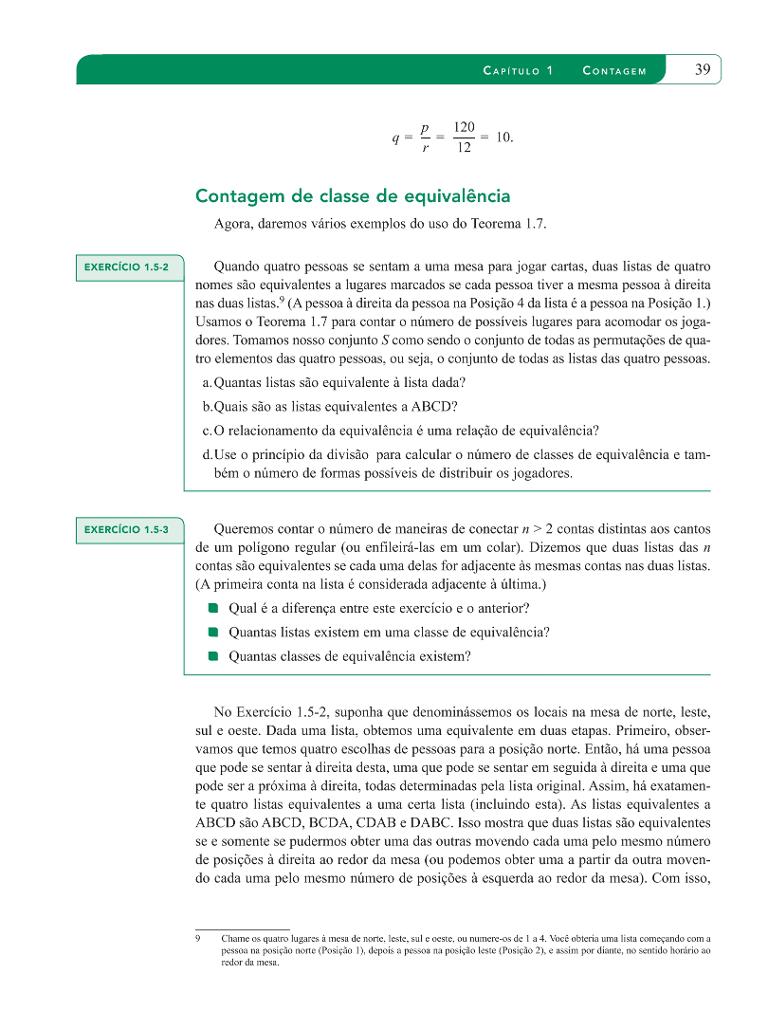 CAPÍTULO 1 CONTAGEM 39
q = p/r = 120/12 = 10.
Contagem de classe de equivalência
Agora, daremos vários exemplos do uso do Teorema 1.7.
EXERCÍCIO 1.5-2
Quando quatro pessoas se sentam a uma mesa para jogar cartas, duas listas de quatro
nomes são equivalentes a lugares marcados se cada pessoa tiver a mesma pessoa à direita
nas duas listas.⁹ (A pessoa à direita da pessoa na Posição 4 da lista é a pessoa na Posição 1.)
Usamos o Teorema 1.7 para contar o número de possíveis lugares para acomodar os joga-
dores. Tomamos nosso conjunto S como sendo o conjunto de todas as permutações de qua-
tro elementos das quatro pessoas, ou seja, o conjunto de todas as listas das quatro pessoas.
a. Quantas listas são equivalente à lista dada?
b. Quais são as listas equivalentes a ABCD?
c. O relacionamento da equivalência é uma relação de equivalência?
d. Use o princípio da divisão para calcular o número de classes de equivalência e tam-
bém o número de formas possíveis de distribuir os jogadores.
EXERCÍCIO 1.5-3
Queremos contar o número de maneiras de conectar n > 2 contas distintas aos cantos
de um polígono regular (ou enfileirá-las em um colar). Dizemos que duas listas das n
contas são equivalentes se cada uma delas for adjacente às mesmas contas nas duas listas.
(A primeira conta na lista é considerada adjacente à última.)
Qual é a diferença entre este exercício e o anterior?
Quantas listas existem em uma classe de equivalência?
Quantas classes de equivalência existem?
No Exercício 1.5-2, suponha que denominássemos os locais na mesa de norte, leste,
sul e oeste. Dada uma lista, obtemos uma equivalente em duas etapas. Primeiro, obser-
vamos que temos quatro escolhas de pessoas para a posição norte. Então, há uma pessoa
que pode se sentar à direita desta, uma que pode se sentar em seguida à direita e uma que
pode ser a próxima à direita, todas determinadas pela lista original. Assim, há exatamen-
te quatro listas equivalentes a uma certa lista (incluindo esta). As listas equivalentes a
ABCD são ABCD, BCDA, CDAB e DABC. Isso mostra que duas listas são equivalentes
se e somente se pudermos obter uma das outras movendo cada uma pelo mesmo número
de posições à direita ao redor da mesa (ou podemos obter uma a partir da outra moven-
do cada uma pelo mesmo número de posições à esquerda ao redor da mesa). Com isso,
9 Chame os quatro lugares à mesa de norte, leste, sul e oeste, ou numere-os de 1 a 4. Você obteria uma lista começando com a
pessoa na posição norte (Posição 1), depois a pessoa na posição leste (Posição 2), e assim por diante, no sentido horário ao
redor da mesa.